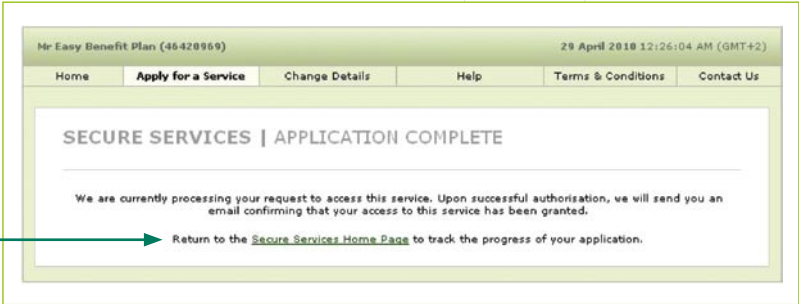 Mr Easy Benefit Plan (46420969) 29 April 2010 12:26:04 AM (GMT+2)
Home Apply for a Service Change Details Help Terms & Conditions Contact Us
SECURE SERVICES | APPLICATION COMPLETE
We are currently processing your request to access this service. Upon successful authorisation, we will send you an
email confirming that your access to this service has been granted.
Return to the Secure Services Home Page to track the progress of your application.